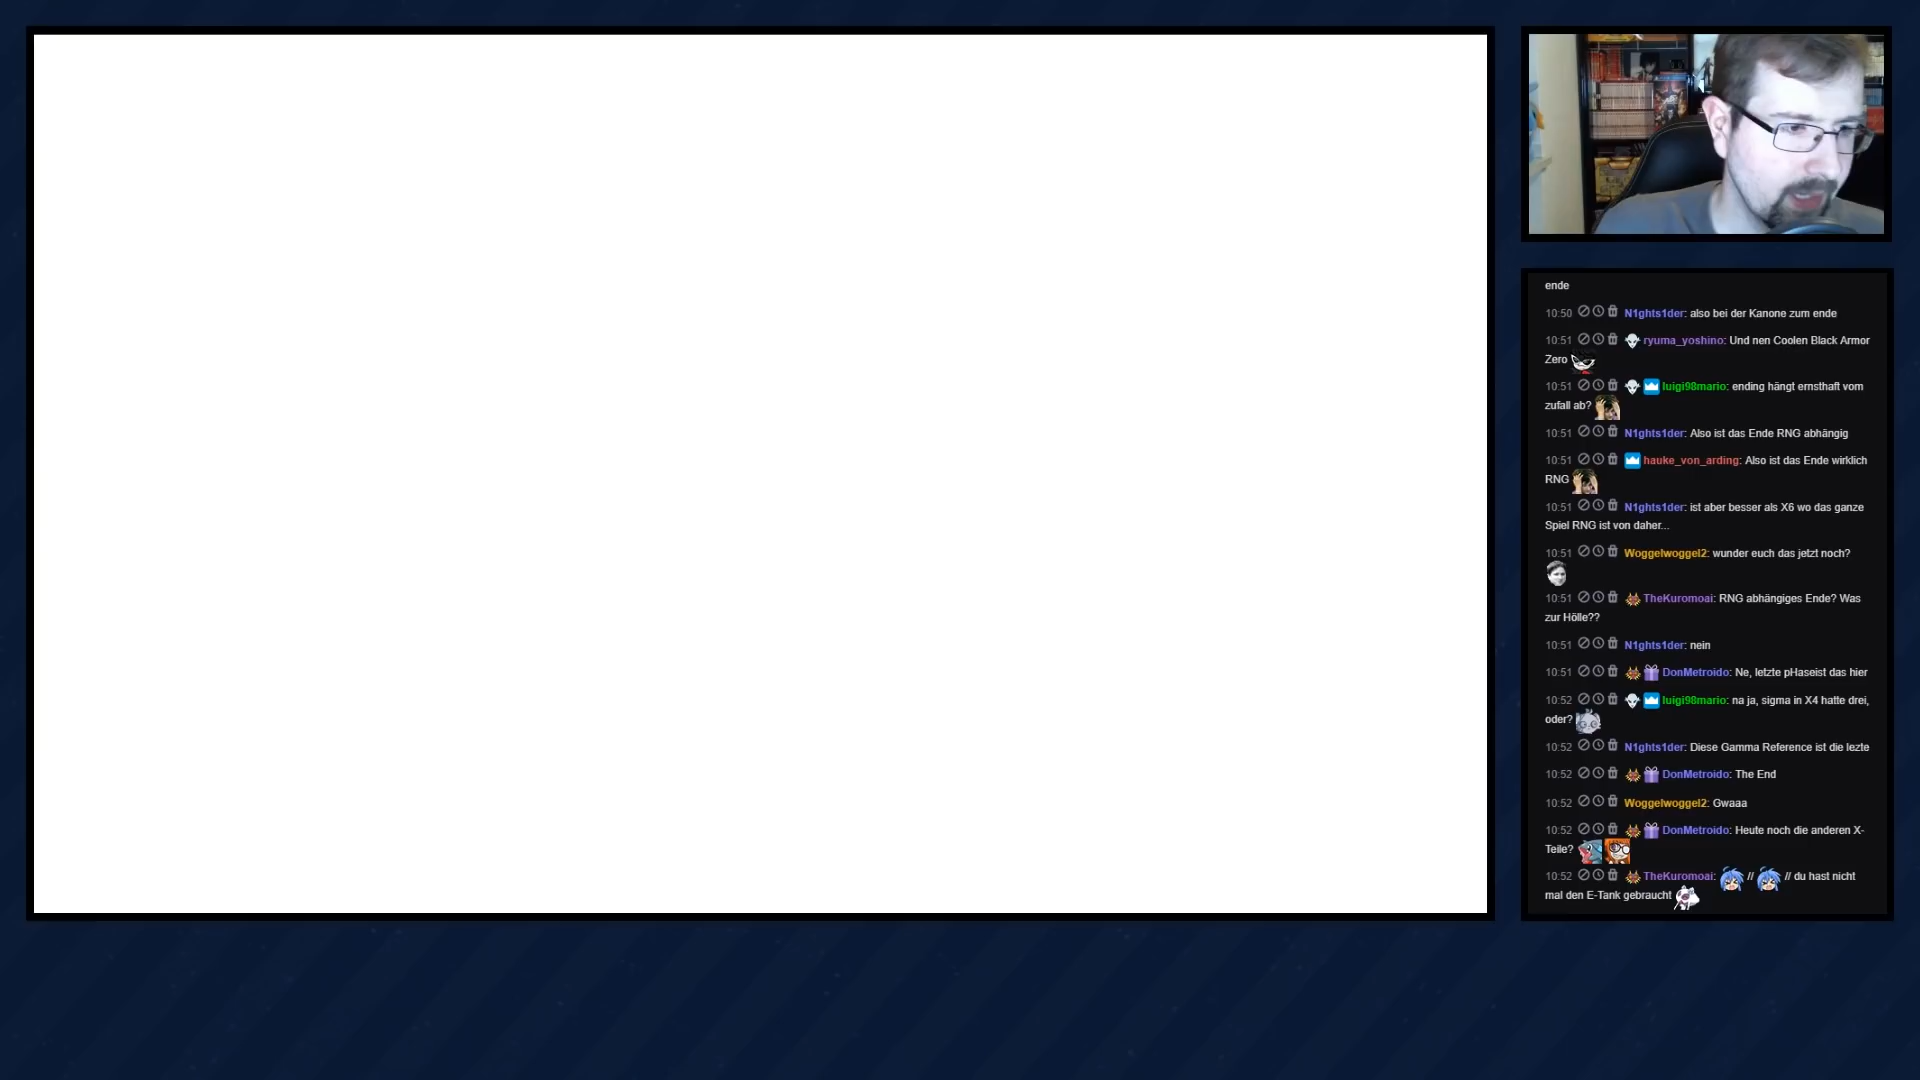 ende
10:50 N1ghts1der: also bei der Kanone zum ende
10:51 ryuma_yoshino: Und nen Coolen Black Armor
Zero
10:51 luigi98mario: ending hängt ernsthaft vom
zufall ab?
10:51 N1ghts1der: Also ist das Ende RNG abhängig
10:51 hauke_von_arding: Also ist das Ende wirklich
RNG
10:51 N1ghts1der: ist aber besser als X6 wo das ganze
Spiel RNG ist von daher...
10:51 Woggelwoggel2: wunder euch das jetzt noch?
10:51 TheKuromoai: RNG abhängiges Ende? Was
zur Hölle??
10:51 N1ghts1der: nein
10:51 DonMetroido: Ne, letzte pHaseist das hier
10:52 luigi98mario: na ja, sigma in X4 hatte drei,
oder?
10:52 N1ghts1der: Diese Gamma Reference ist die lezte
10:52 DonMetroido: The End
10:52 Woggelwoggel2: Gwaaa
10:52 DonMetroido: Heute noch die anderen X-
Teile?
10:52 TheKuromoai: // // du hast nicht
mal den E-Tank gebraucht